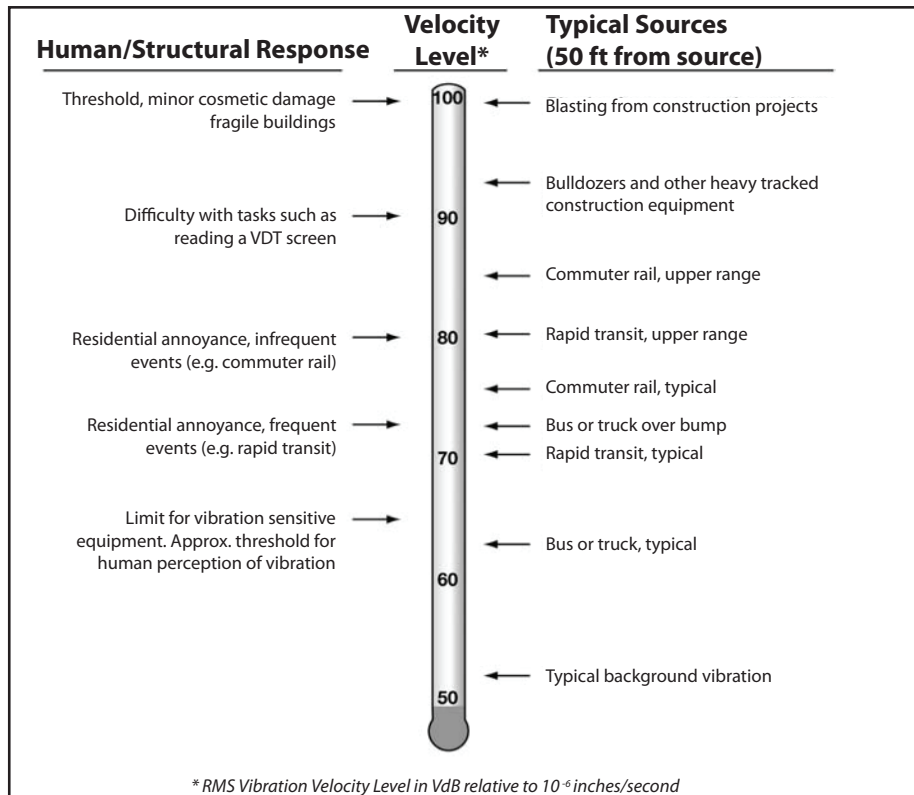 Human/Structural Response
Velocity
Level*
Typical Sources
(50 ft from source)
Threshold, minor cosmetic damage
fragile buildings
100
Blasting from construction projects
Bulldozers and other heavy tracked
construction equipment
Difficulty with tasks such as
reading a VDT screen
90
Commuter rail, upper range
Residential annoyance, infrequent
events (e.g. commuter rail)
80
Rapid transit, upper range
Commuter rail, typical
Residential annoyance, frequent
events (e.g. rapid transit)
Bus or truck over bump
70
Rapid transit, typical
Limit for vibration sensitive
equipment. Approx. threshold for
human perception of vibration
Bus or truck, typical
60
Typical background vibration
50
* RMS Vibration Velocity Level in VdB relative to 10⁻⁶ inches/second